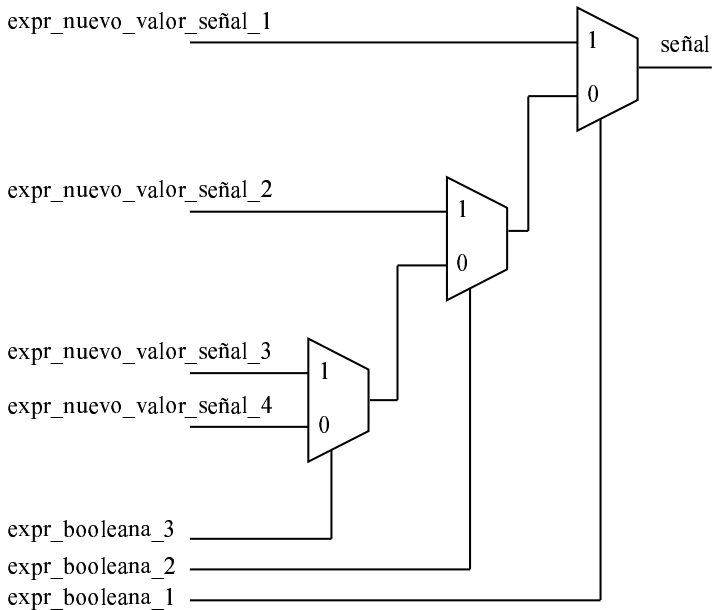 expr_nuevo_valor_señal_1
1
señal
0
expr_nuevo_valor_señal_2
1
0
expr_nuevo_valor_señal_3
1
expr_nuevo_valor_señal_4
0
expr_booleana_3
expr_booleana_2
expr_booleana_1